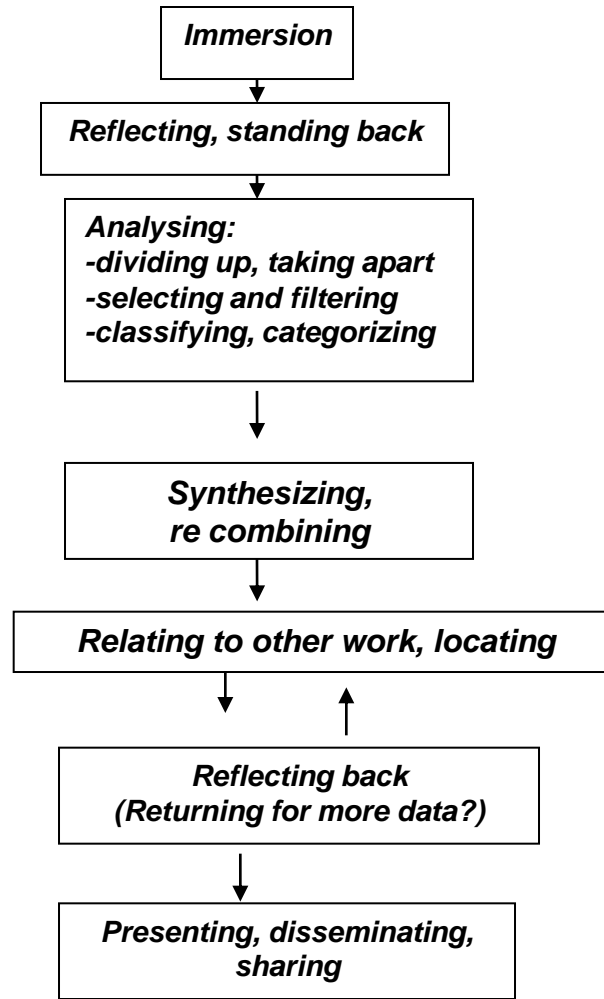 Immersion
Reflecting, standing back
Analysing:
-dividing up, taking apart
-selecting and filtering
-classifying, categorizing
Synthesizing,
re combining
Relating to other work, locating
Reflecting back
(Returning for more data?)
Presenting, disseminating,
sharing